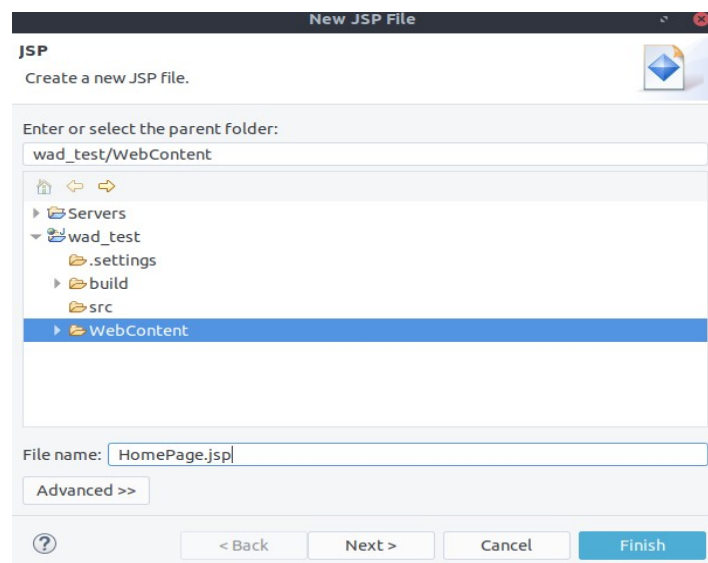 New JSP File
JSP
Create a new JSP file.
Enter or select the parent folder:
wad_test/WebContent
Servers
wad_test
.settings
build
src
WebContent
File name: HomePage.jsp
Advanced >>
? < Back Next > Cancel Finish